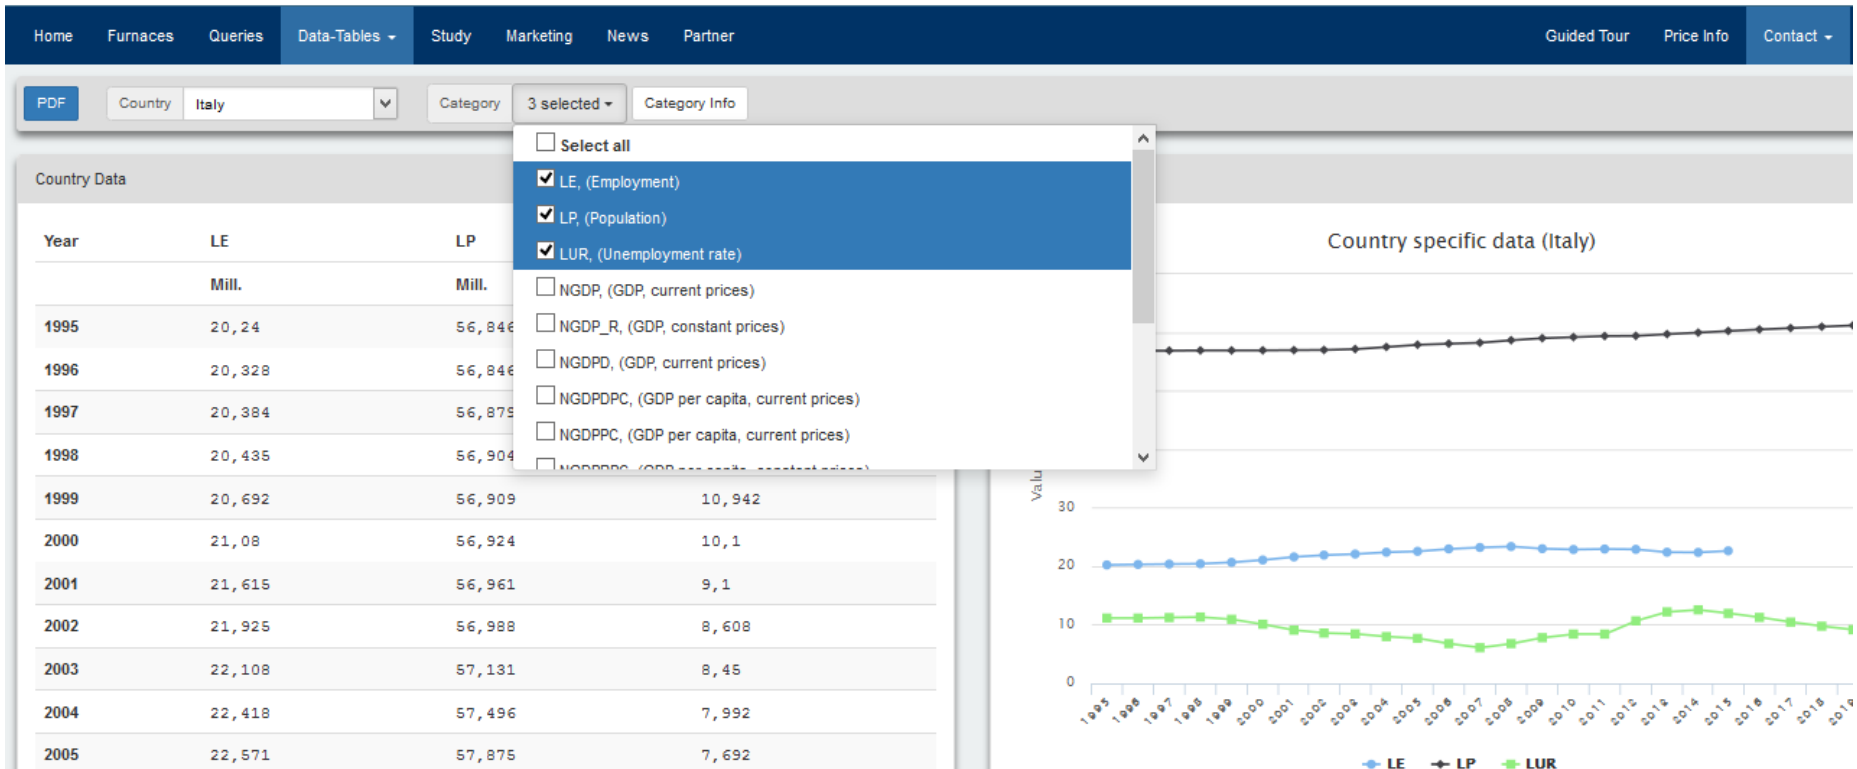 Home Furnaces Queries Data-Tables Study Marketing News Partner Guided Tour Price Info Contact
PDF Country Italy Category 3 selected Category Info
Select all
LE, (Employment)
LP, (Population)
LUR, (Unemployment rate)
NGDP, (GDP, current prices)
NGDP_R, (GDP, constant prices)
NGDPD, (GDP, current prices)
NGDPDPC, (GDP per capita, current prices)
NGDPPC, (GDP per capita, current prices)
Country Data
Year LE LP
Mill. Mill.
1995 20,24 56,846
1996 20,328 56,846
1997 20,384 56,879
1998 20,435 56,904
1999 20,692 56,909 10,942
2000 21,08 56,924 10,1
2001 21,615 56,961 9,1
2002 21,925 56,988 8,608
2003 22,108 57,131 8,45
2004 22,418 57,496 7,992
2005 22,571 57,875 7,692
Country specific data (Italy)
Valu
30
20
10
0
1995 1996 1997 1998 1999 2000 2001 2002 2003 2004 2005 2006 2007 2008 2009 2010 2011 2012 2013 2014 2015 2016 2017 2018 2019
LE LP LUR